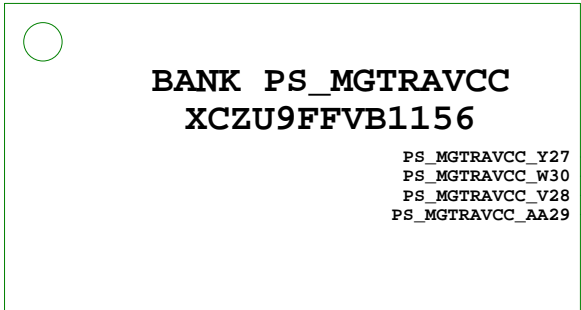 BANK PS_MGTRAVCC
XCZU9FFVB1156
PS_MGTRAVCC_Y27
PS_MGTRAVCC_W30
PS_MGTRAVCC_V28
PS_MGTRAVCC_AA29